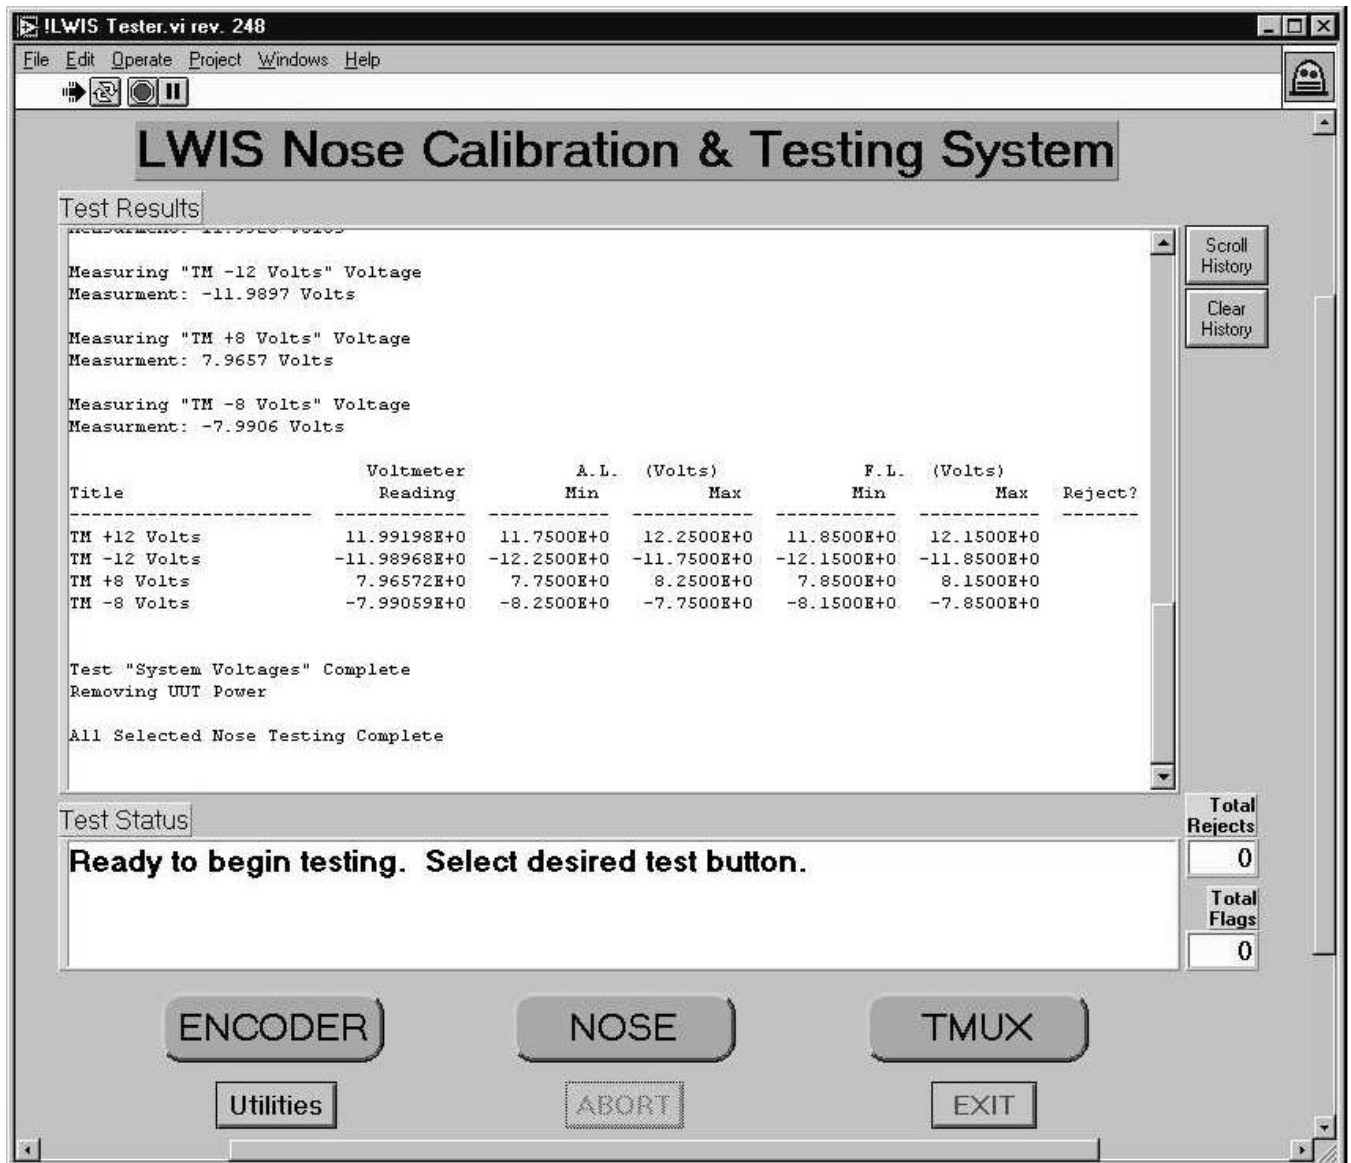 !LWIS Tester.vi rev. 248
File Edit Operate Project Windows Help
LWIS Nose Calibration & Testing System
Test Results
Scroll History
Clear History
Measuring "TM -12 Volts" Voltage
Measurment: -11.9897 Volts
Measuring "TM +8 Volts" Voltage
Measurment: 7.9657 Volts
Measuring "TM -8 Volts" Voltage
Measurment: -7.9906 Volts
Voltmeter A.L. (Volts) F.L. (Volts)
Title Reading Min Max Min Max Reject?
TM +12 Volts 11.99198E+0 11.7500E+0 12.2500E+0 11.8500E+0 12.1500E+0
TM -12 Volts -11.98968E+0 -12.2500E+0 -11.7500E+0 -12.1500E+0 -11.8500E+0
TM +8 Volts 7.96572E+0 7.7500E+0 8.2500E+0 7.8500E+0 8.1500E+0
TM -8 Volts -7.99059E+0 -8.2500E+0 -7.7500E+0 -8.1500E+0 -7.8500E+0
Test "System Voltages" Complete
Removing UUT Power
All Selected Nose Testing Complete
Test Status
Ready to begin testing. Select desired test button.
Total
Rejects
0
Total
Flags
0
ENCODER NOSE TMUX
Utilities ABORT EXIT